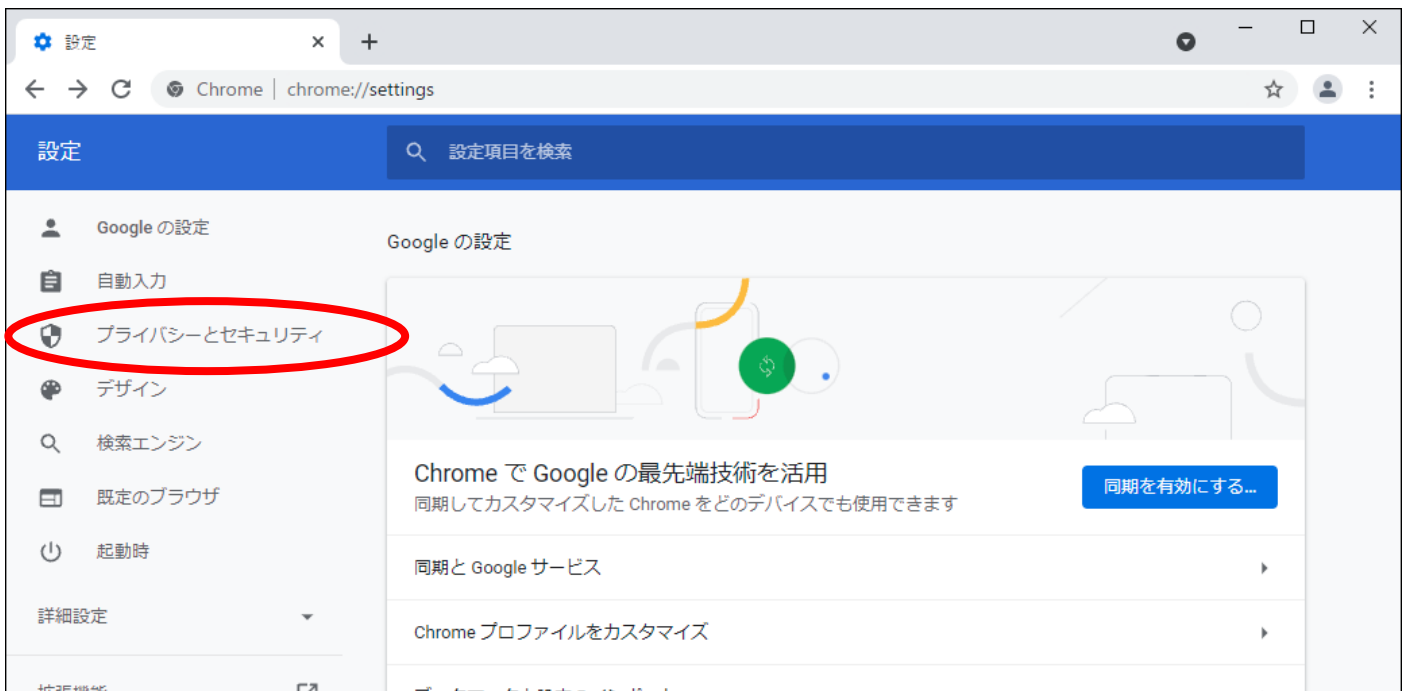 設定
Chrome | chrome://settings
設定
設定項目を検索
Google の設定
自動入力
プライバシーとセキュリティ
デザイン
検索エンジン
既定のブラウザ
起動時
詳細設定
Google の設定
Chrome で Google の最先端技術を活用
同期してカスタマイズした Chrome をどのデバイスでも使用できます
同期を有効にする...
同期と Google サービス
Chrome プロファイルをカスタマイズ